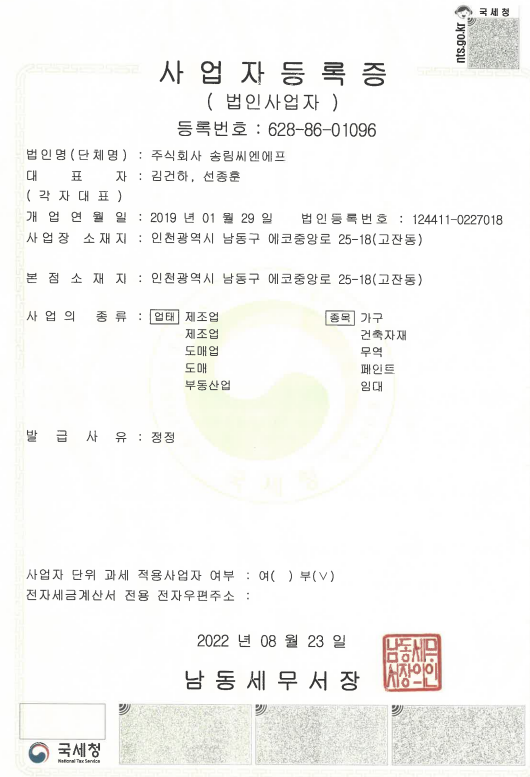 국세청
nts.go.kr
사업자등록증
( 법인사업자 )
등록번호 : 628-86-01096
법인명(단체명) : 주식회사 송림씨엔에프
대 표 자 : 김건하, 선종훈
( 각 자 대 표 )
개 업 연 월 일 : 2019 년 01 월 29 일 법인등록번호 : 124411-0227018
사업장 소재지 : 인천광역시 남동구 에코중앙로 25-18(고잔동)
본 점 소 재 지 : 인천광역시 남동구 에코중앙로 25-18(고잔동)
사 업 의 종 류 : 업태 제조업 종목 가구
제조업 건축자재
도매업 무역
도매 페인트
부동산업 임대
국세청
발 급 사 유 : 정정
사업자 단위 과세 적용사업자 여부 : 여( ) 부(∨)
전자세금계산서 전용 전자우편주소 :
2022 년 08 월 23 일
남동세무서장
남동세무
서장의인
국세청
National Tax Service